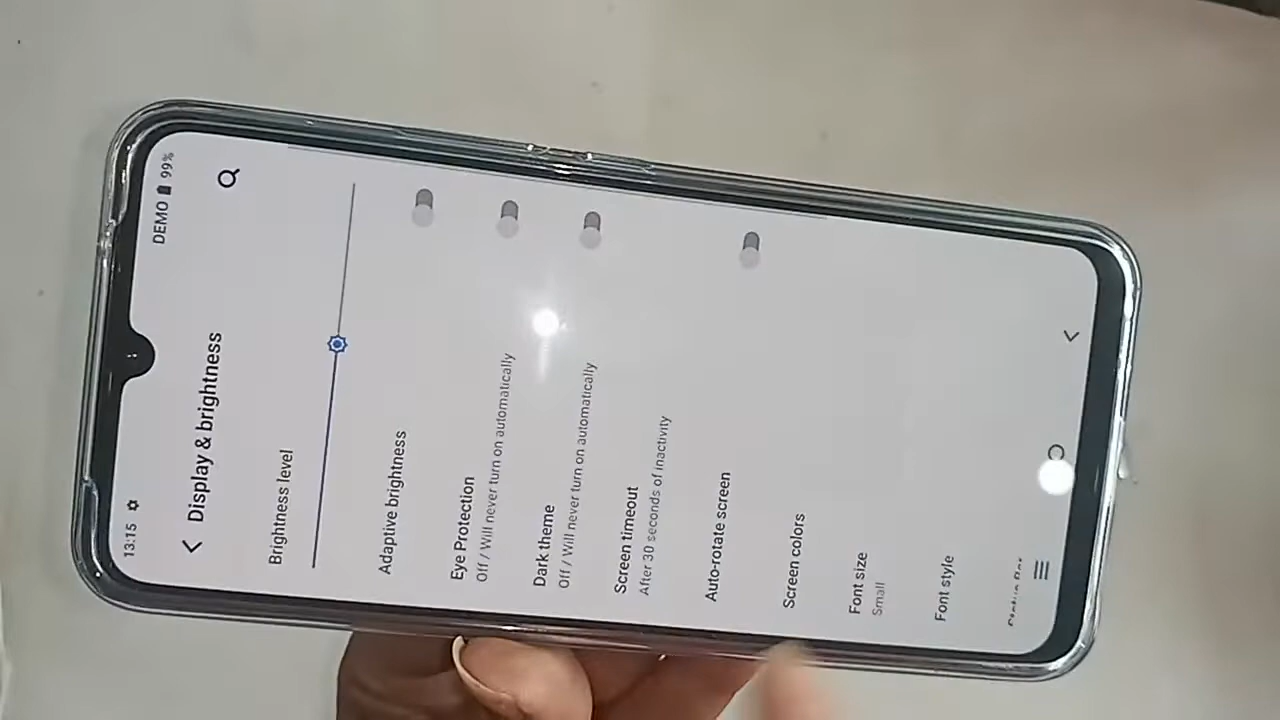 13:15
DEMO 99%
Display & brightness
Brightness level
Adaptive brightness
Eye Protection
Off / Will never turn on automatically
Dark theme
Off / Will never turn on automatically
Screen timeout
After 30 seconds of inactivity
Auto-rotate screen
Screen colors
Font size
Small
Font style